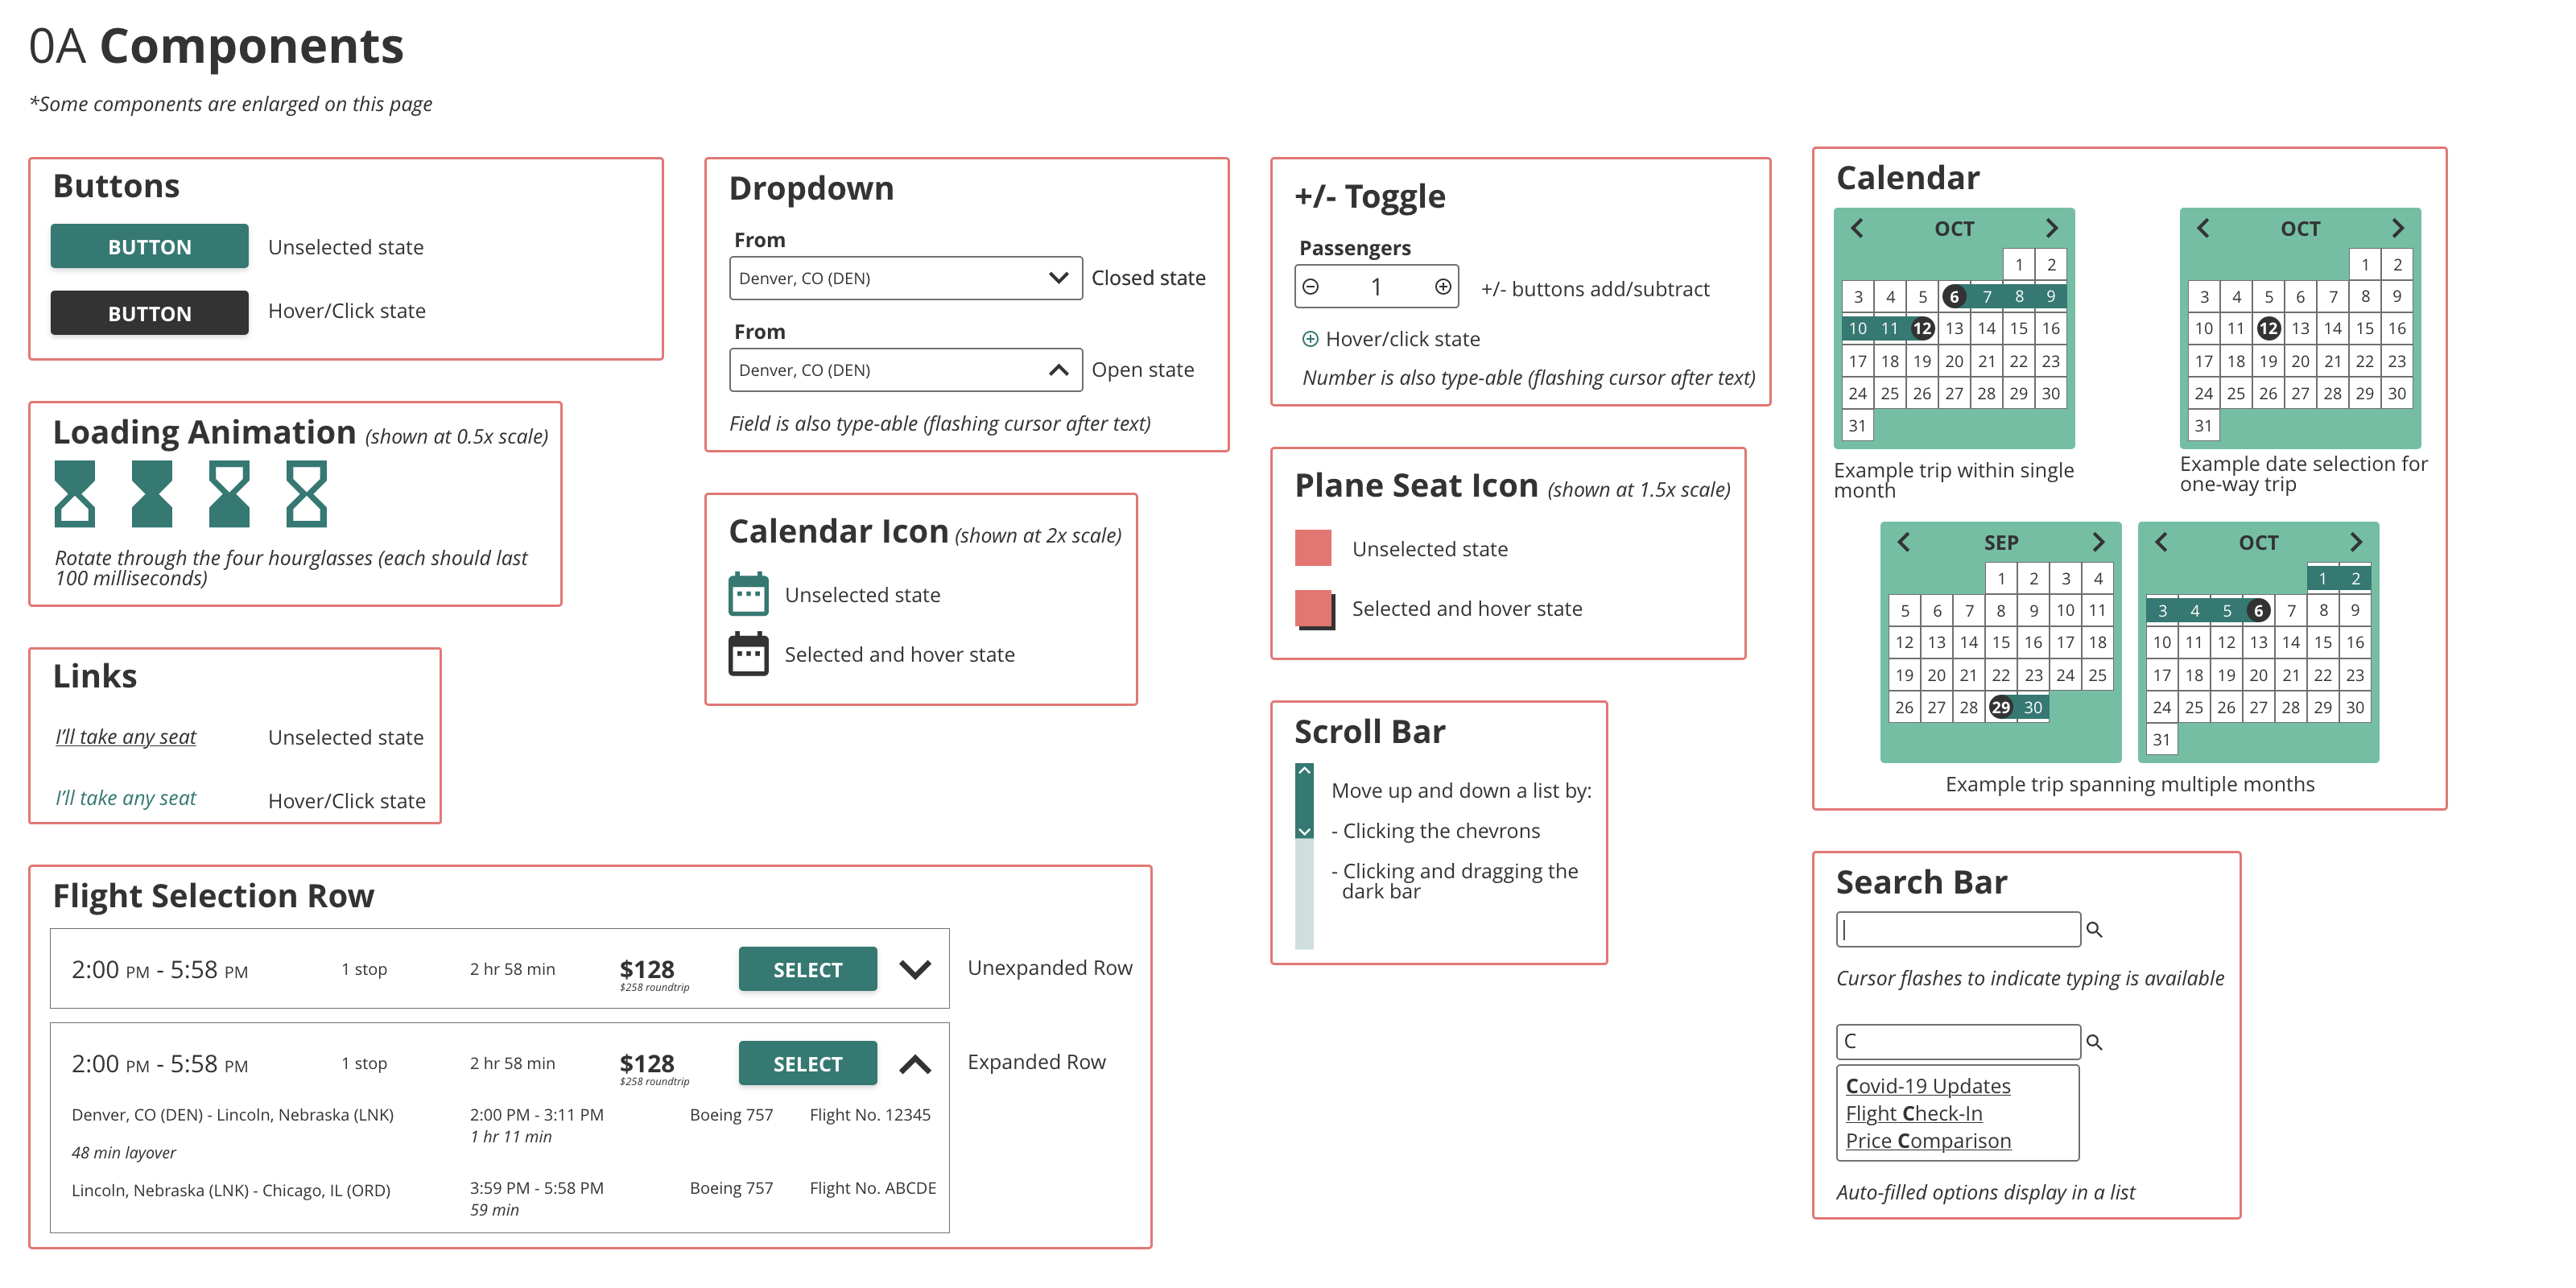 0A Components
*Some components are enlarged on this page
Buttons
BUTTON Unselected state
BUTTON Hover/Click state
Loading Animation (shown at 0.5x scale)
Rotate through the four hourglasses (each should last
100 milliseconds)
Links
I'll take any seat Unselected state
I'll take any seat Hover/Click state
Dropdown
From
Denver, CO (DEN) Closed state
From
Denver, CO (DEN) Open state
Field is also type-able (flashing cursor after text)
Calendar Icon (shown at 2x scale)
Unselected state
Selected and hover state
Flight Selection Row
2:00 PM - 5:58 PM 1 stop 2 hr 58 min $128 SELECT Unexpanded Row
$258 roundtrip
2:00 PM - 5:58 PM 1 stop 2 hr 58 min $128 SELECT Expanded Row
$258 roundtrip
Denver, CO (DEN) - Lincoln, Nebraska (LNK) 2:00 PM - 3:11 PM Boeing 757 Flight No. 12345
1 hr 11 min
48 min layover
Lincoln, Nebraska (LNK) - Chicago, IL (ORD) 3:59 PM - 5:58 PM Boeing 757 Flight No. ABCDE
59 min
+/- Toggle
Passengers
1 +/- buttons add/subtract
Hover/click state
Number is also type-able (flashing cursor after text)
Plane Seat Icon (shown at 1.5x scale)
Unselected state
Selected and hover state
Scroll Bar
Move up and down a list by:
- Clicking the chevrons
- Clicking and dragging the
dark bar
Calendar
OCT
1 2
3 4 5 6 7 8 9
10 11 12 13 14 15 16
17 18 19 20 21 22 23
24 25 26 27 28 29 30
31
Example trip within single
month
OCT
1 2
3 4 5 6 7 8 9
10 11 12 13 14 15 16
17 18 19 20 21 22 23
24 25 26 27 28 29 30
31
Example date selection for
one-way trip
SEP
1 2 3 4
5 6 7 8 9 10 11
12 13 14 15 16 17 18
19 20 21 22 23 24 25
26 27 28 29 30
OCT
1 2
3 4 5 6 7 8 9
10 11 12 13 14 15 16
17 18 19 20 21 22 23
24 25 26 27 28 29 30
31
Example trip spanning multiple months
Search Bar
Cursor flashes to indicate typing is available
C
Covid-19 Updates
Flight Check-In
Price Comparison
Auto-filled options display in a list